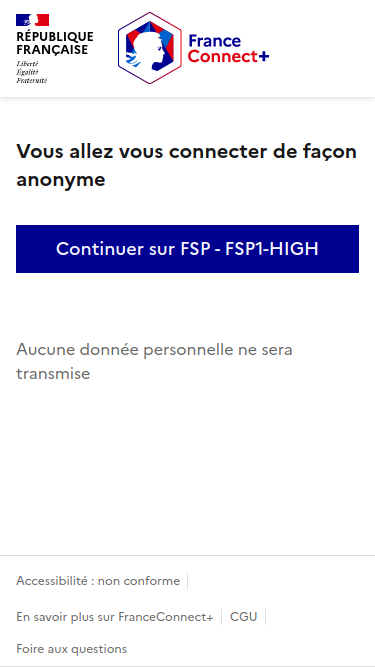 RÉPUBLIQUE
FRANÇAISE
Liberté
Égalité
Fraternité
France
Connect+
Vous allez vous connecter de façon
anonyme
Continuer sur FSP - FSP1-HIGH
Aucune donnée personnelle ne sera
transmise
Accessibilité : non conforme
En savoir plus sur FranceConnect+
CGU
Foire aux questions